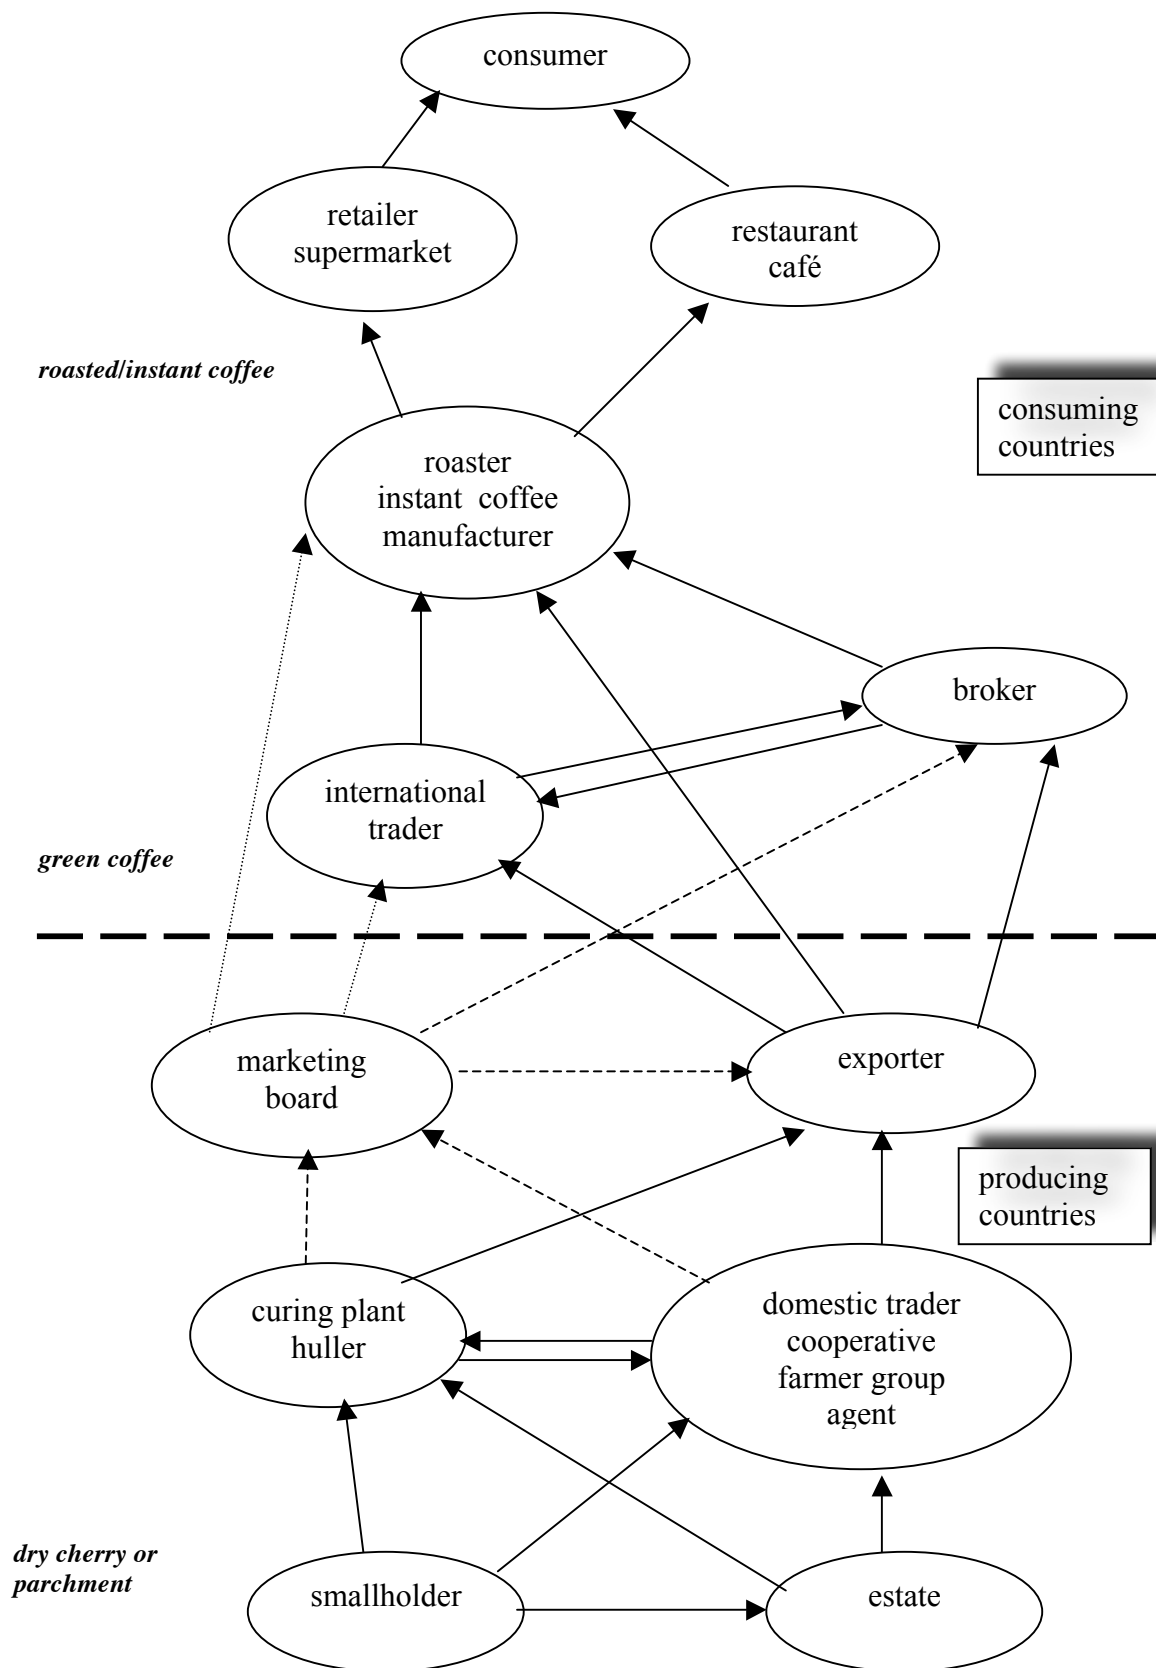 consumer
retailer
supermarket
restaurant
café
roasted/instant coffee
consuming
countries
roaster
instant  coffee
manufacturer
broker
international
trader
green coffee
marketing
board
exporter
producing
countries
curing plant
huller
domestic trader
cooperative
farmer group
agent
dry cherry or
parchment
smallholder
estate